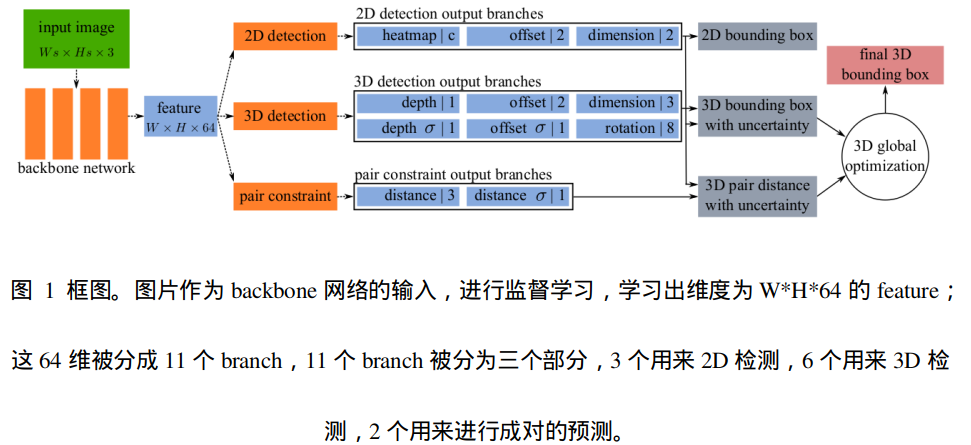 input image
Ws × Hs × 3
backbone network
feature
W × H × 64
2D detection
3D detection
pair constraint
2D detection output branches
heatmap | c offset | 2 dimension | 2
3D detection output branches
depth | 1 offset | 2 dimension | 3
depth σ | 1 offset σ | 1 rotation | 8
pair constraint output branches
distance | 3 distance σ | 1
2D bounding box
3D bounding box
with uncertainty
3D pair distance
with uncertainty
final 3D
bounding box
3D global
optimization
图 1 框图。图片作为 backbone 网络的输入，进行监督学习，学习出维度为 W*H*64 的 feature；
这 64 维被分成 11 个 branch，11 个 branch 被分为三个部分，3 个用来 2D 检测，6 个用来 3D 检
测，2 个用来进行成对的预测。